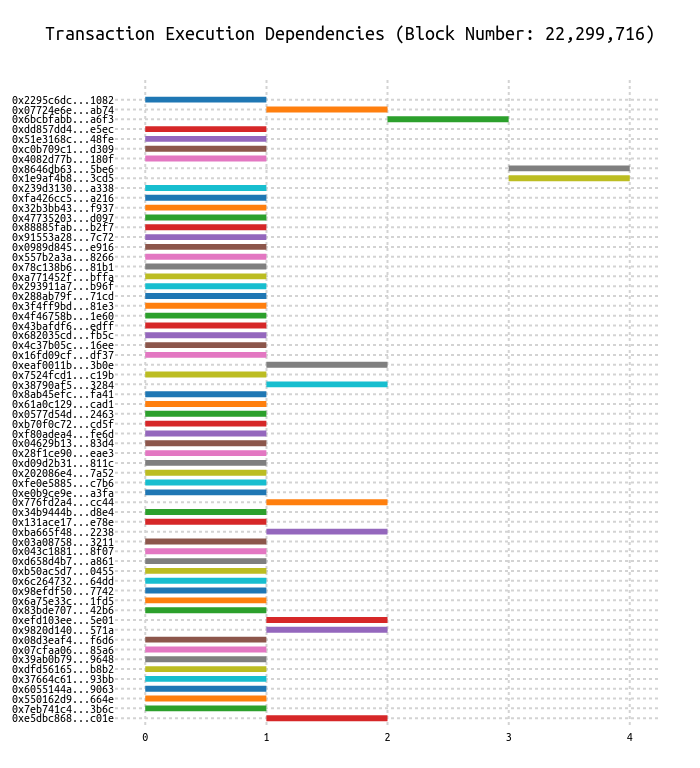 Transaction Execution Dependencies (Block Number: 22,299,716)
0x2295c6dc...1082
0x07724e6e...ab74
0x6bcbfabb...a6f3
0xdd857dd4...e5ec
0x51e3168c...48fe
0xc0b709c1...d309
0x4082d77b...180f
0x8646db63...5be6
0x1e9af4b8...3cd5
0x239d3130...a338
0xfa426cc5...a216
0x32b3bb43...f937
0x47735203...d097
0x88885fab...b2f7
0x91553a28...7c72
0x0989d845...e916
0x557b2a3a...8266
0x78c138b6...81b1
0xa771452f...bffa
0x293911a7...b96f
0x288ab79f...71cd
0x3f4ff9bd...81e3
0x4f46758b...1e60
0x43bafdf6...edff
0x682035cd...fb5c
0x4c37b05c...16ee
0x16fd09cf...df37
0xeaf0011b...3b0e
0x7524fcd1...c19b
0x38790af5...3284
0x8ab45efc...fa41
0x61a0c129...cad1
0x0577d54d...2463
0xb70f0c72...cd5f
0xf80adea4...fe6d
0x04629b13...83d4
0x28f1ce90...eae3
0xd09d2b31...811c
0x202086e4...7a52
0xfe0e5885...c7b6
0xe0b9ce9e...a3fa
0x776fd2a4...cc44
0x34b9444b...d8e4
0x131ace17...e78e
0xba665f48...2238
0x03a08758...3211
0x043c1881...8f07
0xd658d4b7...a861
0xb50ac5d7...0455
0x6c264732...64dd
0x98efdf50...7742
0x6a75e33c...1fd5
0x83bde707...42b6
0xefd103ee...5e01
0x9820d140...571a
0x08d3eaf4...f6d6
0x07cfaa06...85a6
0x39ab0b79...9648
0xdfd56165...b8b2
0x37664c61...93bb
0x6055144a...9063
0x550162d9...664e
0x7eb741c4...3b6c
0xe5dbc868...c01e
0 1 2 3 4